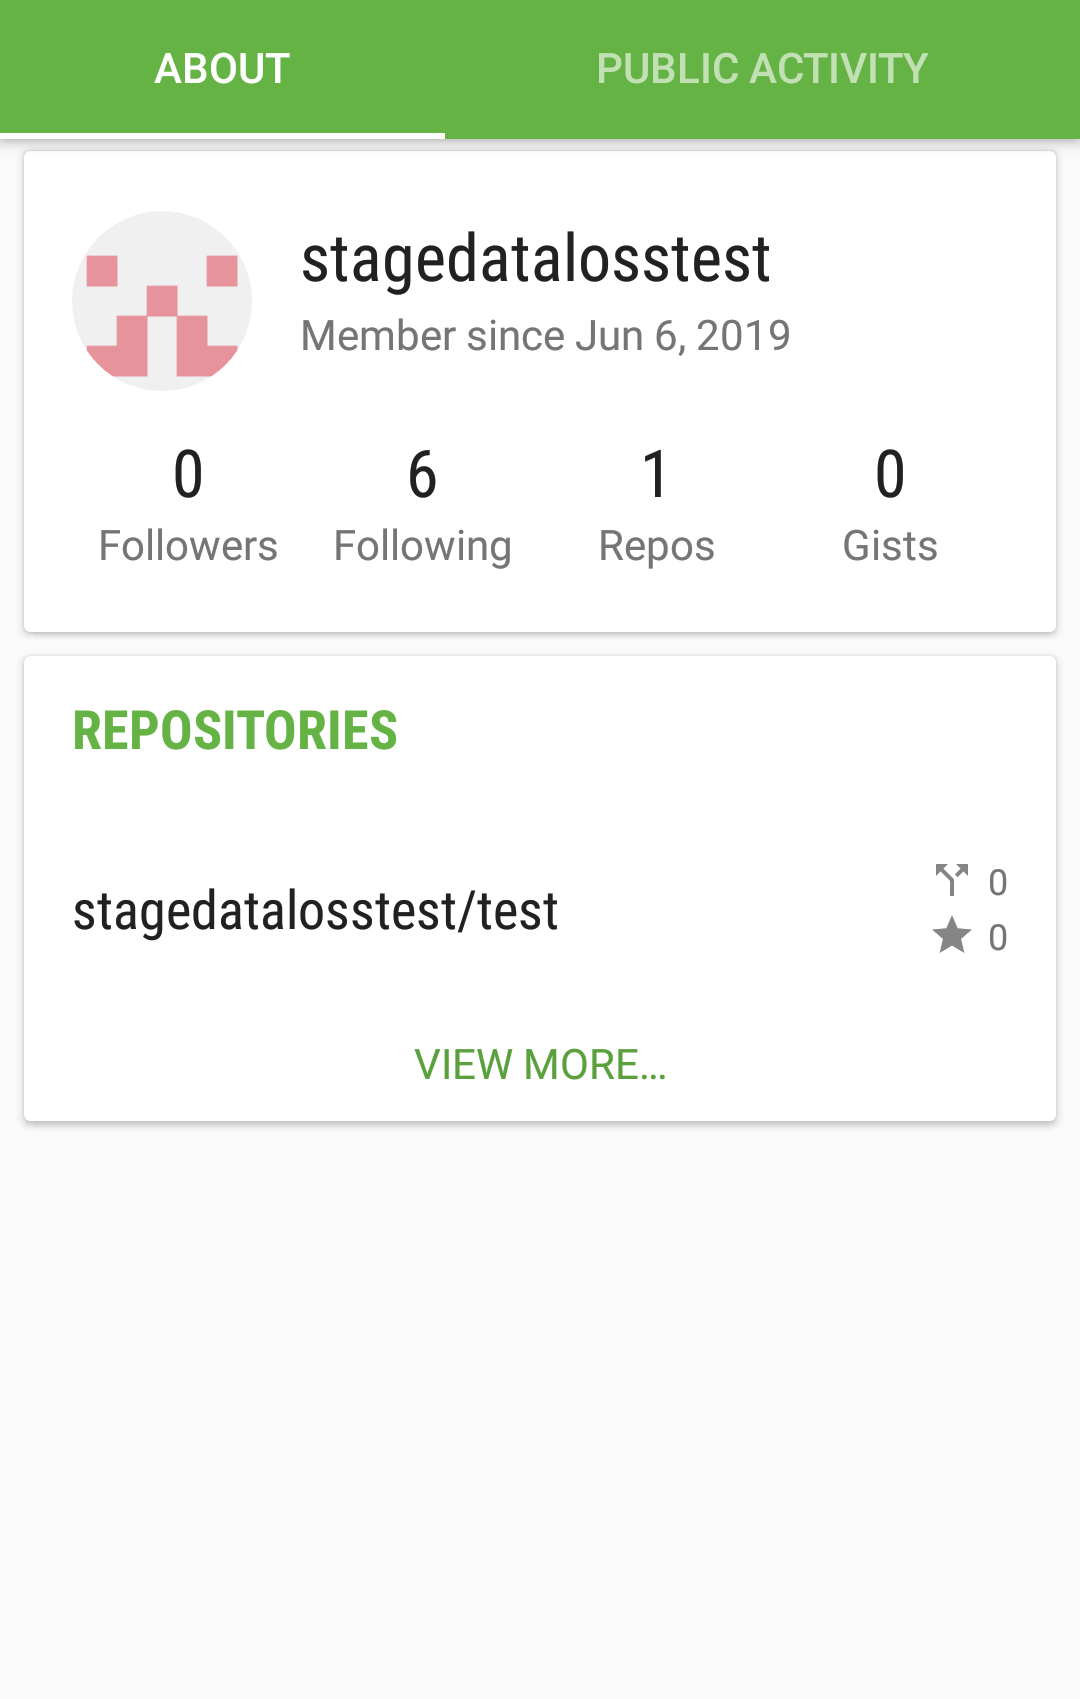 ABOUT PUBLIC ACTIVITY
stagedatalosstest
Member since Jun 6, 2019
0 6 1 0
Followers Following Repos Gists
REPOSITORIES
stagedatalosstest/test
0
0
VIEW MORE…